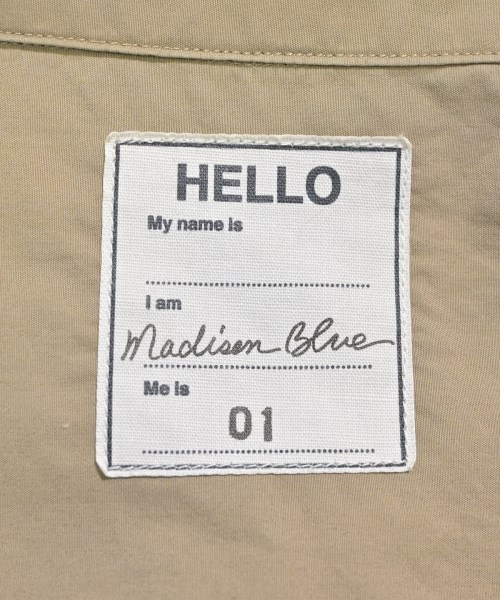 HELLO
My name is
I am
Madison Blue
Me is
01